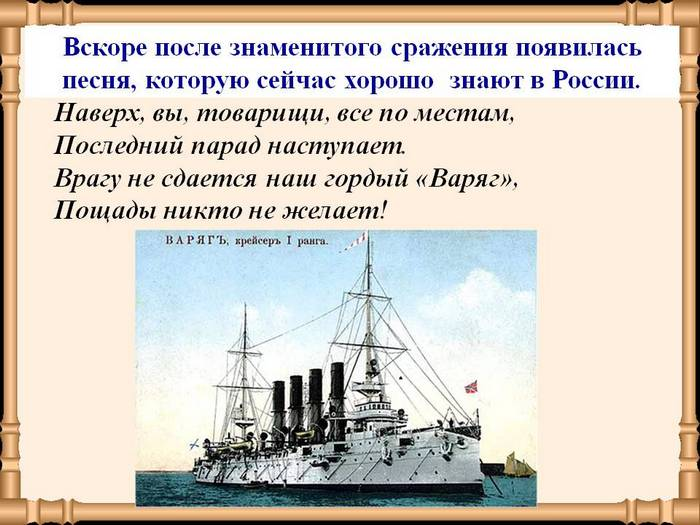 Вскоре после знаменитого сражения появилась
песня, которую сейчас хорошо знают в России.
Наверх, вы, товарищи, все по местам,
Последний парад наступает.
Врагу не сдается наш гордый «Варяг»,
Пощады никто не желает!
ВАРЯГЪ, крейсеръ I ранга.